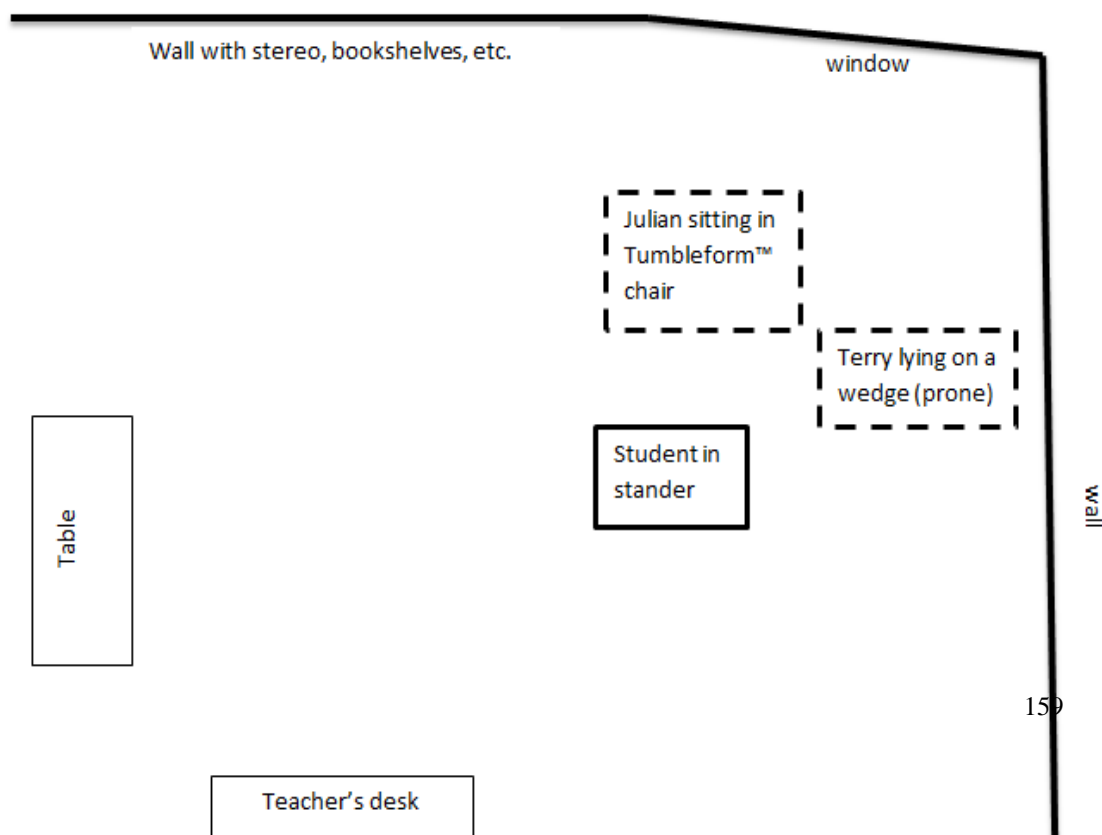 Wall with stereo, bookshelves, etc.
window
Julian sitting in
Tumbleform™
chair
Terry lying on a
wedge (prone)
Student in
stander
Table
wall
159
Teacher’s desk